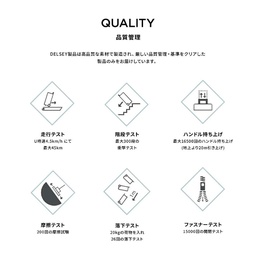 QUALITY
品質管理
DELSEY製品は高品質な素材で製造され、厳しい品質管理・基準をクリアした
製品のみをお届けしています。
走行テスト
U時速4.5km/h にて
最大45km
階段テスト
最大300段の
衝撃テスト
ハンドル持ち上げ
最大16500回のハンドル持ち上げ
(地上より20m引き上げ)
摩擦テスト
300回の摩擦試験
落下テスト
20kgの荷物を入れ
26回の落下テスト
ファスナーテスト
15000回の開閉テスト